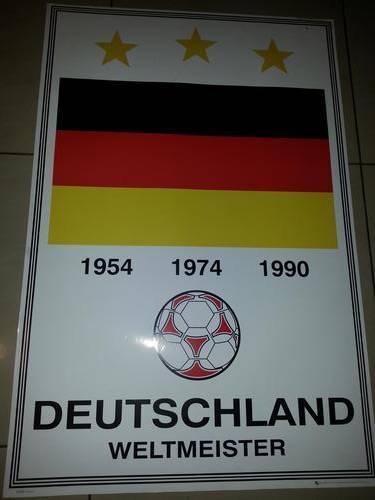 1954 1974 1990
DEUTSCHLAND
WELTMEISTER